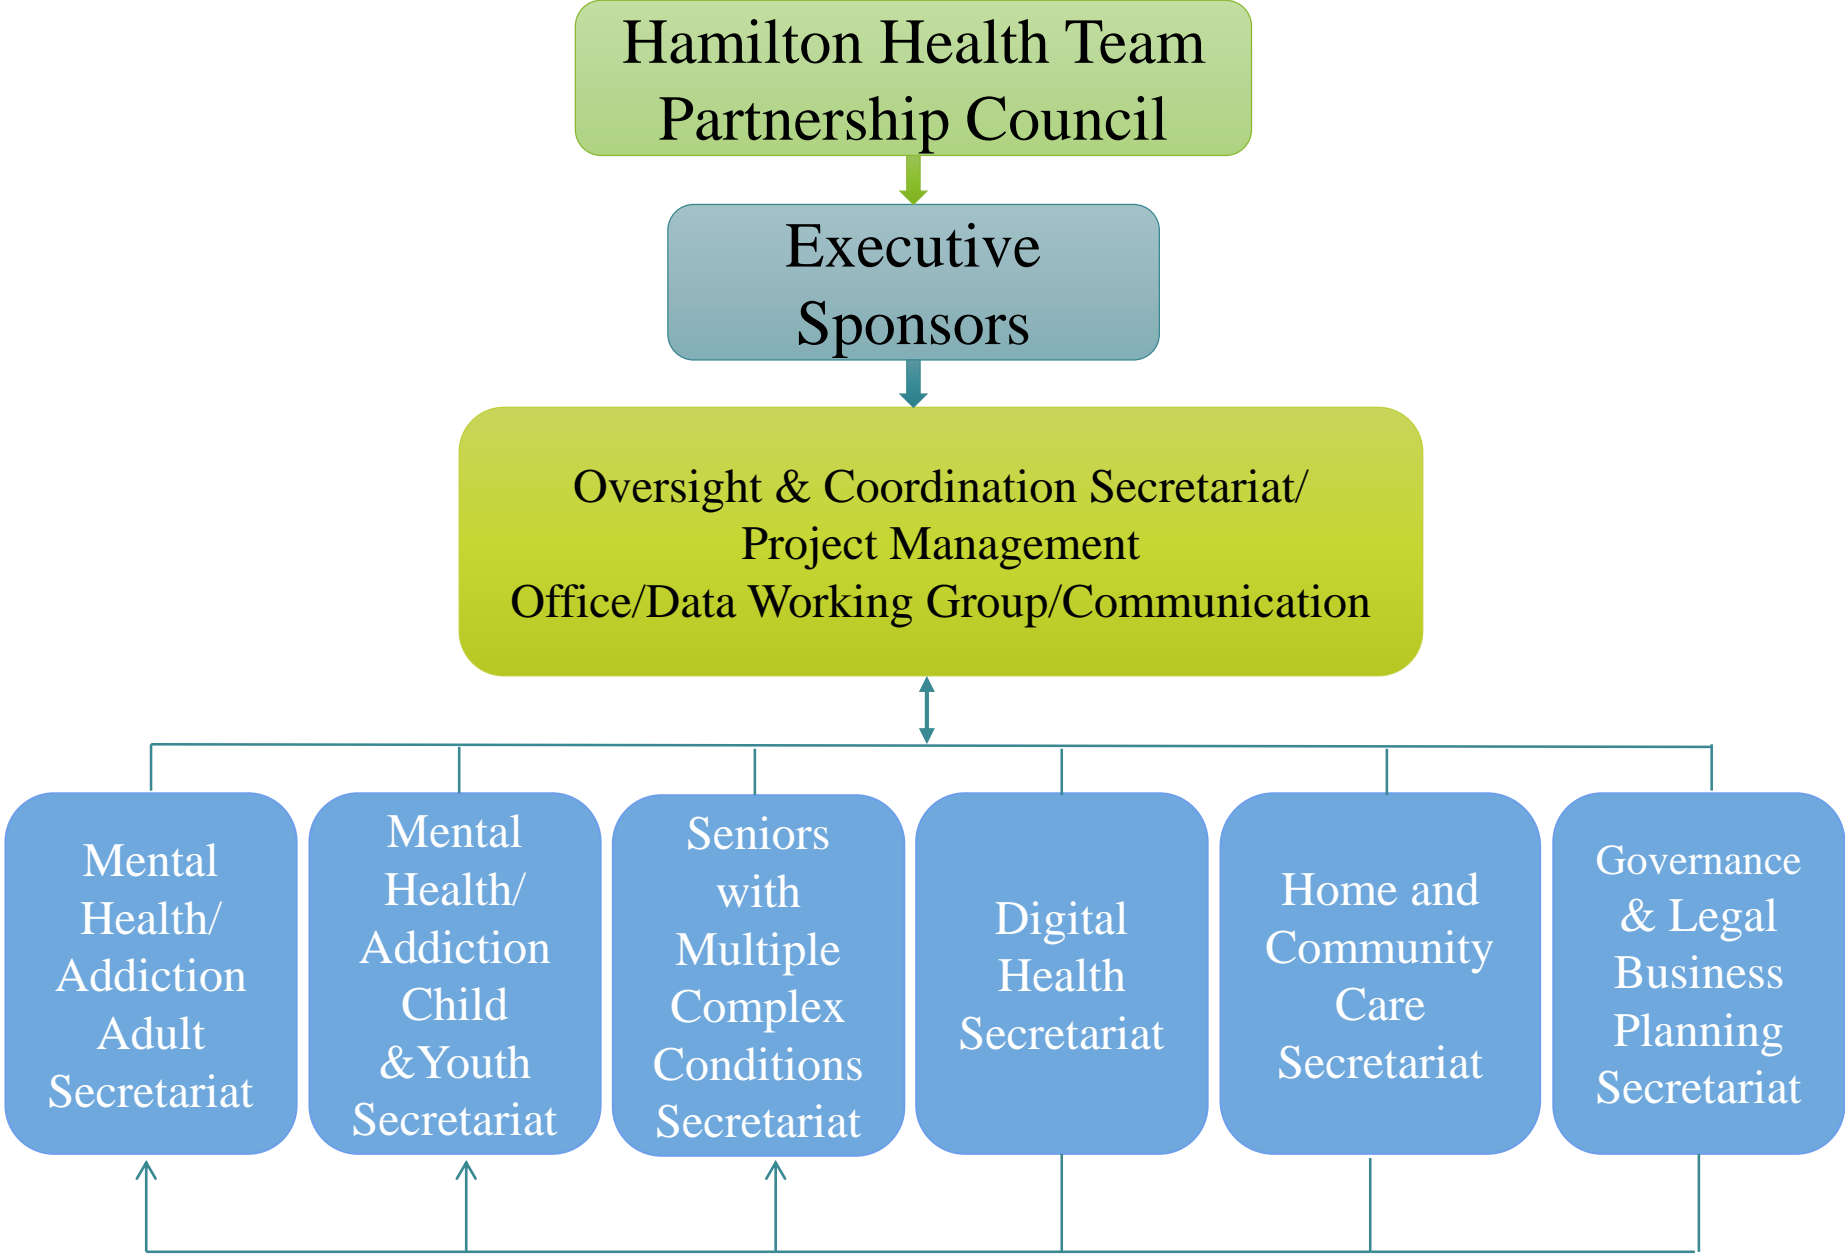 Hamilton Health Team
Partnership Council
Executive
Sponsors
Oversight & Coordination Secretariat/
Project Management
Office/Data Working Group/Communication
Mental
Health/
Addiction
Adult
Secretariat
Mental
Health/
Addiction
Child
&Youth
Secretariat
Seniors
with
Multiple
Complex
Conditions
Secretariat
Digital
Health
Secretariat
Home and
Community
Care
Secretariat
Governance
& Legal
Business
Planning
Secretariat